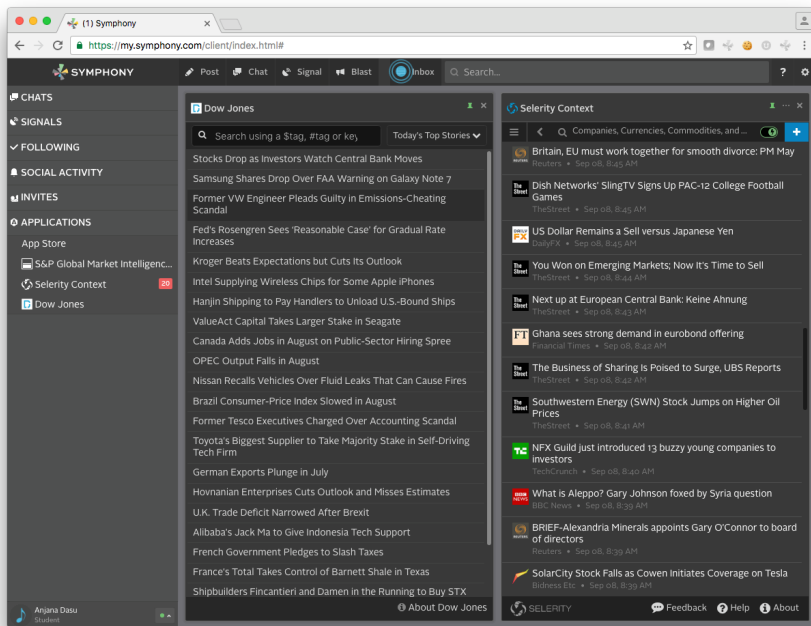 (1) Symphony
https://my.symphony.com/client/index.html#
SYMPHONY
Post
Chat
Signal
Blast
Inbox
Search...
?
CHATS
SIGNALS
FOLLOWING
SOCIAL ACTIVITY
INVITES
APPLICATIONS
App Store
S&P Global Market Intelligenc...
Selerity Context
20
Dow Jones
Anjana Dasu
Student
Dow Jones
Search using a $tag, #tag or key
Today's Top Stories
Stocks Drop as Investors Watch Central Bank Moves
Samsung Shares Drop Over FAA Warning on Galaxy Note 7
Former VW Engineer Pleads Guilty in Emissions-Cheating
Scandal
Fed's Rosengren Sees 'Reasonable Case' for Gradual Rate
Increases
Kroger Beats Expectations but Cuts Its Outlook
Intel Supplying Wireless Chips for Some Apple iPhones
Hanjin Shipping to Pay Handlers to Unload U.S.-Bound Ships
ValueAct Capital Takes Larger Stake in Seagate
Canada Adds Jobs in August on Public-Sector Hiring Spree
OPEC Output Falls in August
Nissan Recalls Vehicles Over Fluid Leaks That Can Cause Fires
Brazil Consumer-Price Index Slowed in August
Former Tesco Executives Charged Over Accounting Scandal
Toyota's Biggest Supplier to Take Majority Stake in Self-Driving
Tech Firm
German Exports Plunge in July
Hovnanian Enterprises Cuts Outlook and Misses Estimates
U.K. Trade Deficit Narrowed After Brexit
Alibaba's Jack Ma to Give Indonesia Tech Support
French Government Pledges to Slash Taxes
France's Total Takes Control of Barnett Shale in Texas
Shipbuilders Fincantieri and Damen in the Running to Buy STX
About Dow Jones
Selerity Context
Companies, Currencies, Commodities, and ...
Britain, EU must work together for smooth divorce: PM May
Reuters • Sep 08, 8:45 AM
Dish Networks' SlingTV Signs Up PAC-12 College Football
Games
TheStreet • Sep 08, 8:45 AM
US Dollar Remains a Sell versus Japanese Yen
DailyFX • Sep 08, 8:45 AM
You Won on Emerging Markets; Now It's Time to Sell
TheStreet • Sep 08, 8:44 AM
Next up at European Central Bank: Keine Ahnung
TheStreet • Sep 08, 8:43 AM
FT
Ghana sees strong demand in eurobond offering
Financial Times • Sep 08, 8:42 AM
The Business of Sharing Is Poised to Surge, UBS Reports
TheStreet • Sep 08, 8:42 AM
Southwestern Energy (SWN) Stock Jumps on Higher Oil
Prices
TheStreet • Sep 08, 8:41 AM
NFX Guild just introduced 13 buzzy young companies to
investors
TechCrunch • Sep 08, 8:40 AM
What is Aleppo? Gary Johnson foxed by Syria question
BBC News • Sep 08, 8:39 AM
BRIEF-Alexandria Minerals appoints Gary O'Connor to board
of directors
Reuters • Sep 08, 8:39 AM
SolarCity Stock Falls as Cowen Initiates Coverage on Tesla
Bidness Etc • Sep 08, 8:39 AM
SELERITY
Feedback
Help
About